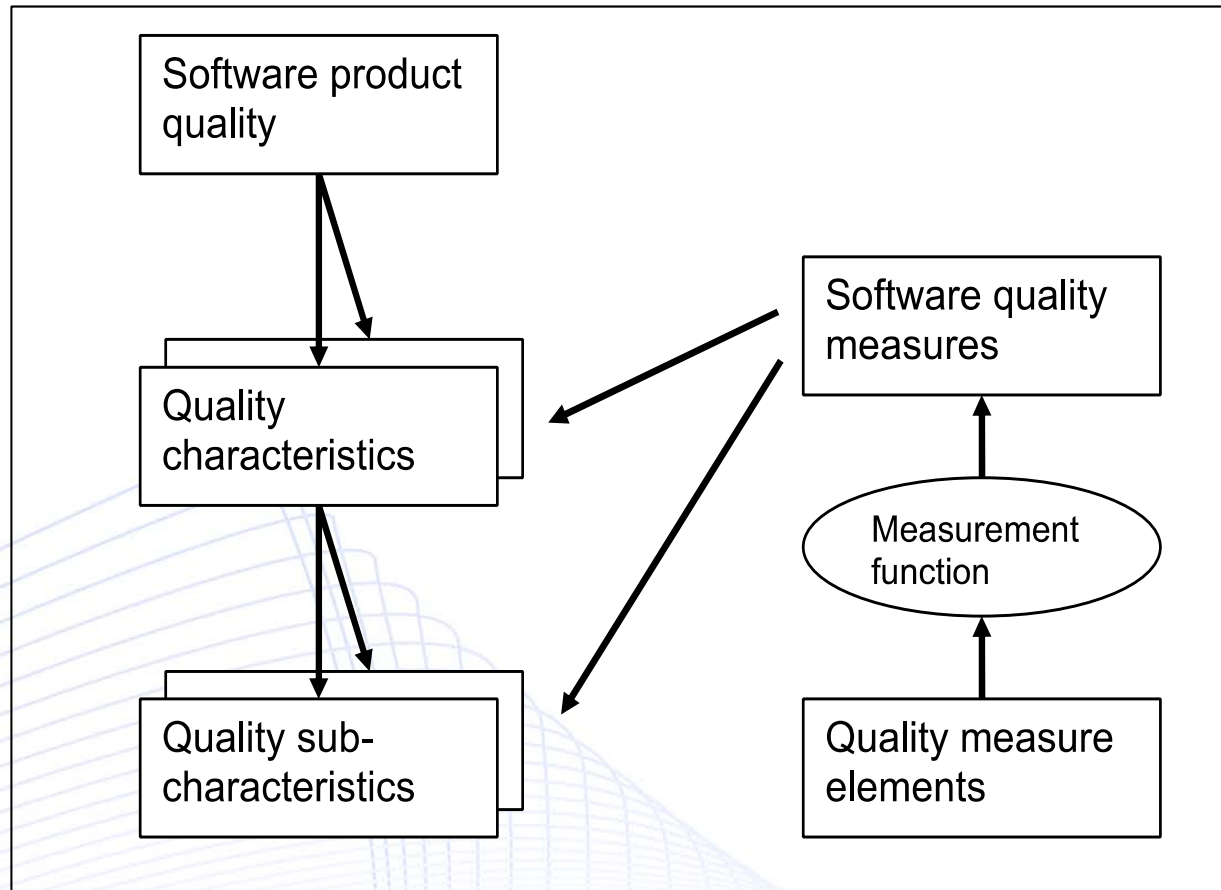 Software product
quality
Quality
characteristics
Quality sub-
characteristics
Software quality
measures
Measurement
function
Quality measure
elements